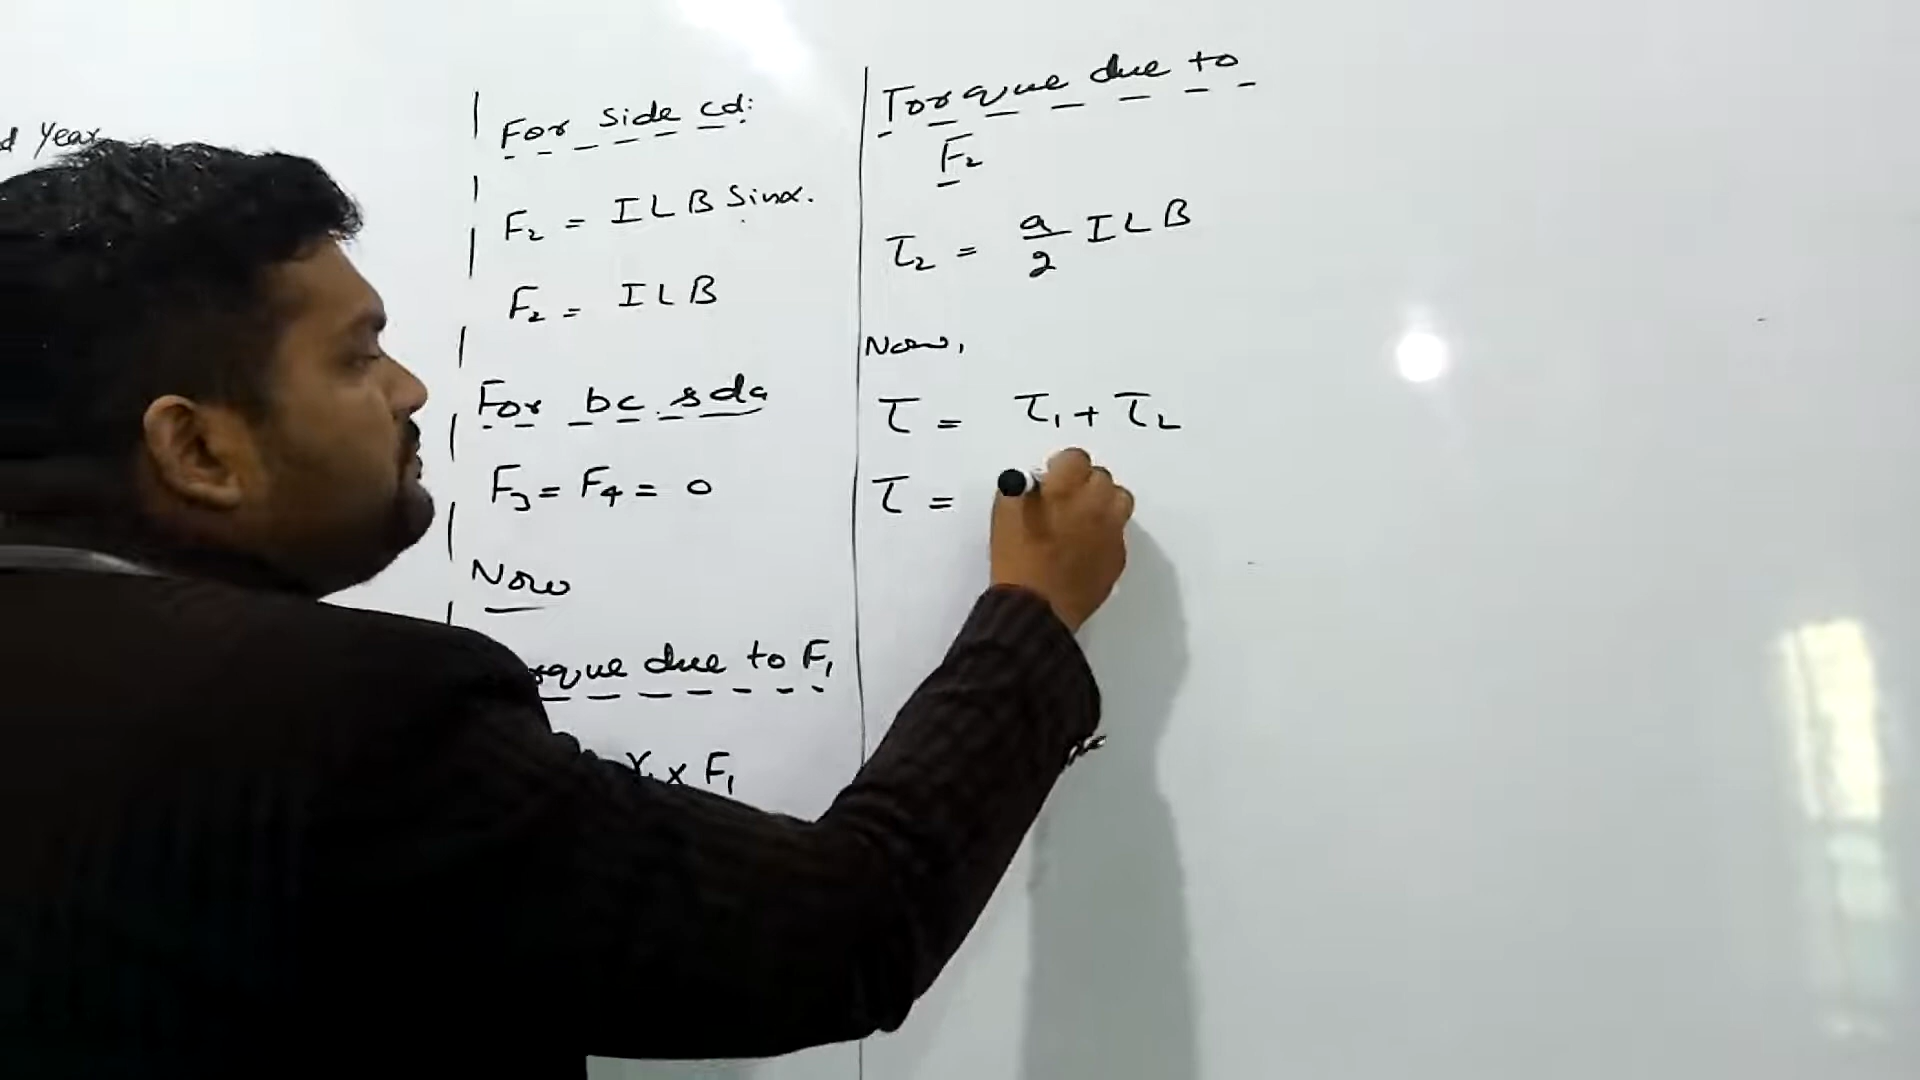 Year
For side cd:
F₂ = ILB Sinα.
F₂ = ILB
For bc & da
F₃ = F₄ = 0
Now
due to F₁
r₁ x F₁
Torque due to
F₂
τ₂ = a/2 ILB
Now,
τ = τ₁ + τ₂
τ =